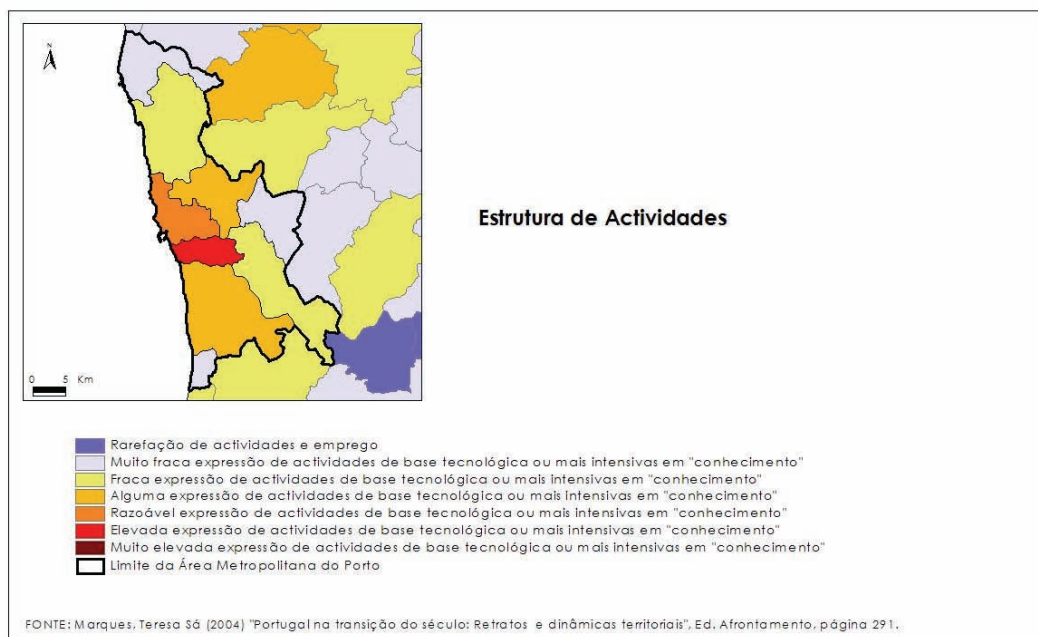 N
Estrutura de Actividades
0 5 Km
Rarefação de actividades e emprego
Muito fraca expressão de actividades de base tecnológica ou mais intensivas em "conhecimento"
Fraca expressão de actividades de base tecnológica ou mais intensivas em "conhecimento"
Alguma expressão de actividades de base tecnológica ou mais intensivas em "conhecimento"
Razoável expressão de actividades de base tecnológica ou mais intensivas em "conhecimento"
Elevada expressão de actividades de base tecnológica ou mais intensivas em "conhecimento"
Muito elevada expressão de actividades de base tecnológica ou mais intensivas em "conhecimento"
Limite da Área Metropolitana do Porto
FONTE: Marques, Teresa Sá (2004) "Portugal na transição do século: Retratos e dinâmicas territoriais", Ed. Afrontamento, página 291.